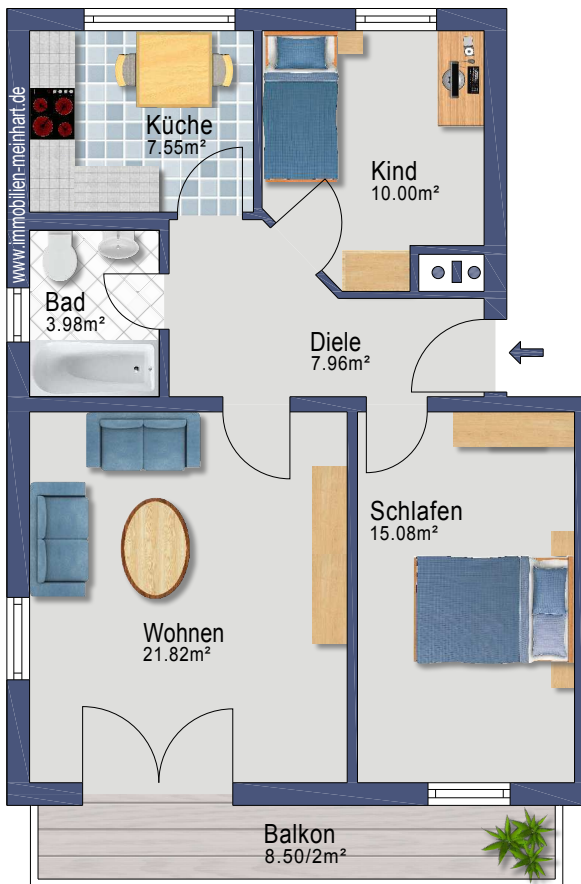 www.immobilien-meinhart.de
Küche
7.55m²
Kind
10.00m²
Bad
3.98m²
Diele
7.96m²
Schlafen
15.08m²
Wohnen
21.82m²
Balkon
8.50/2m²